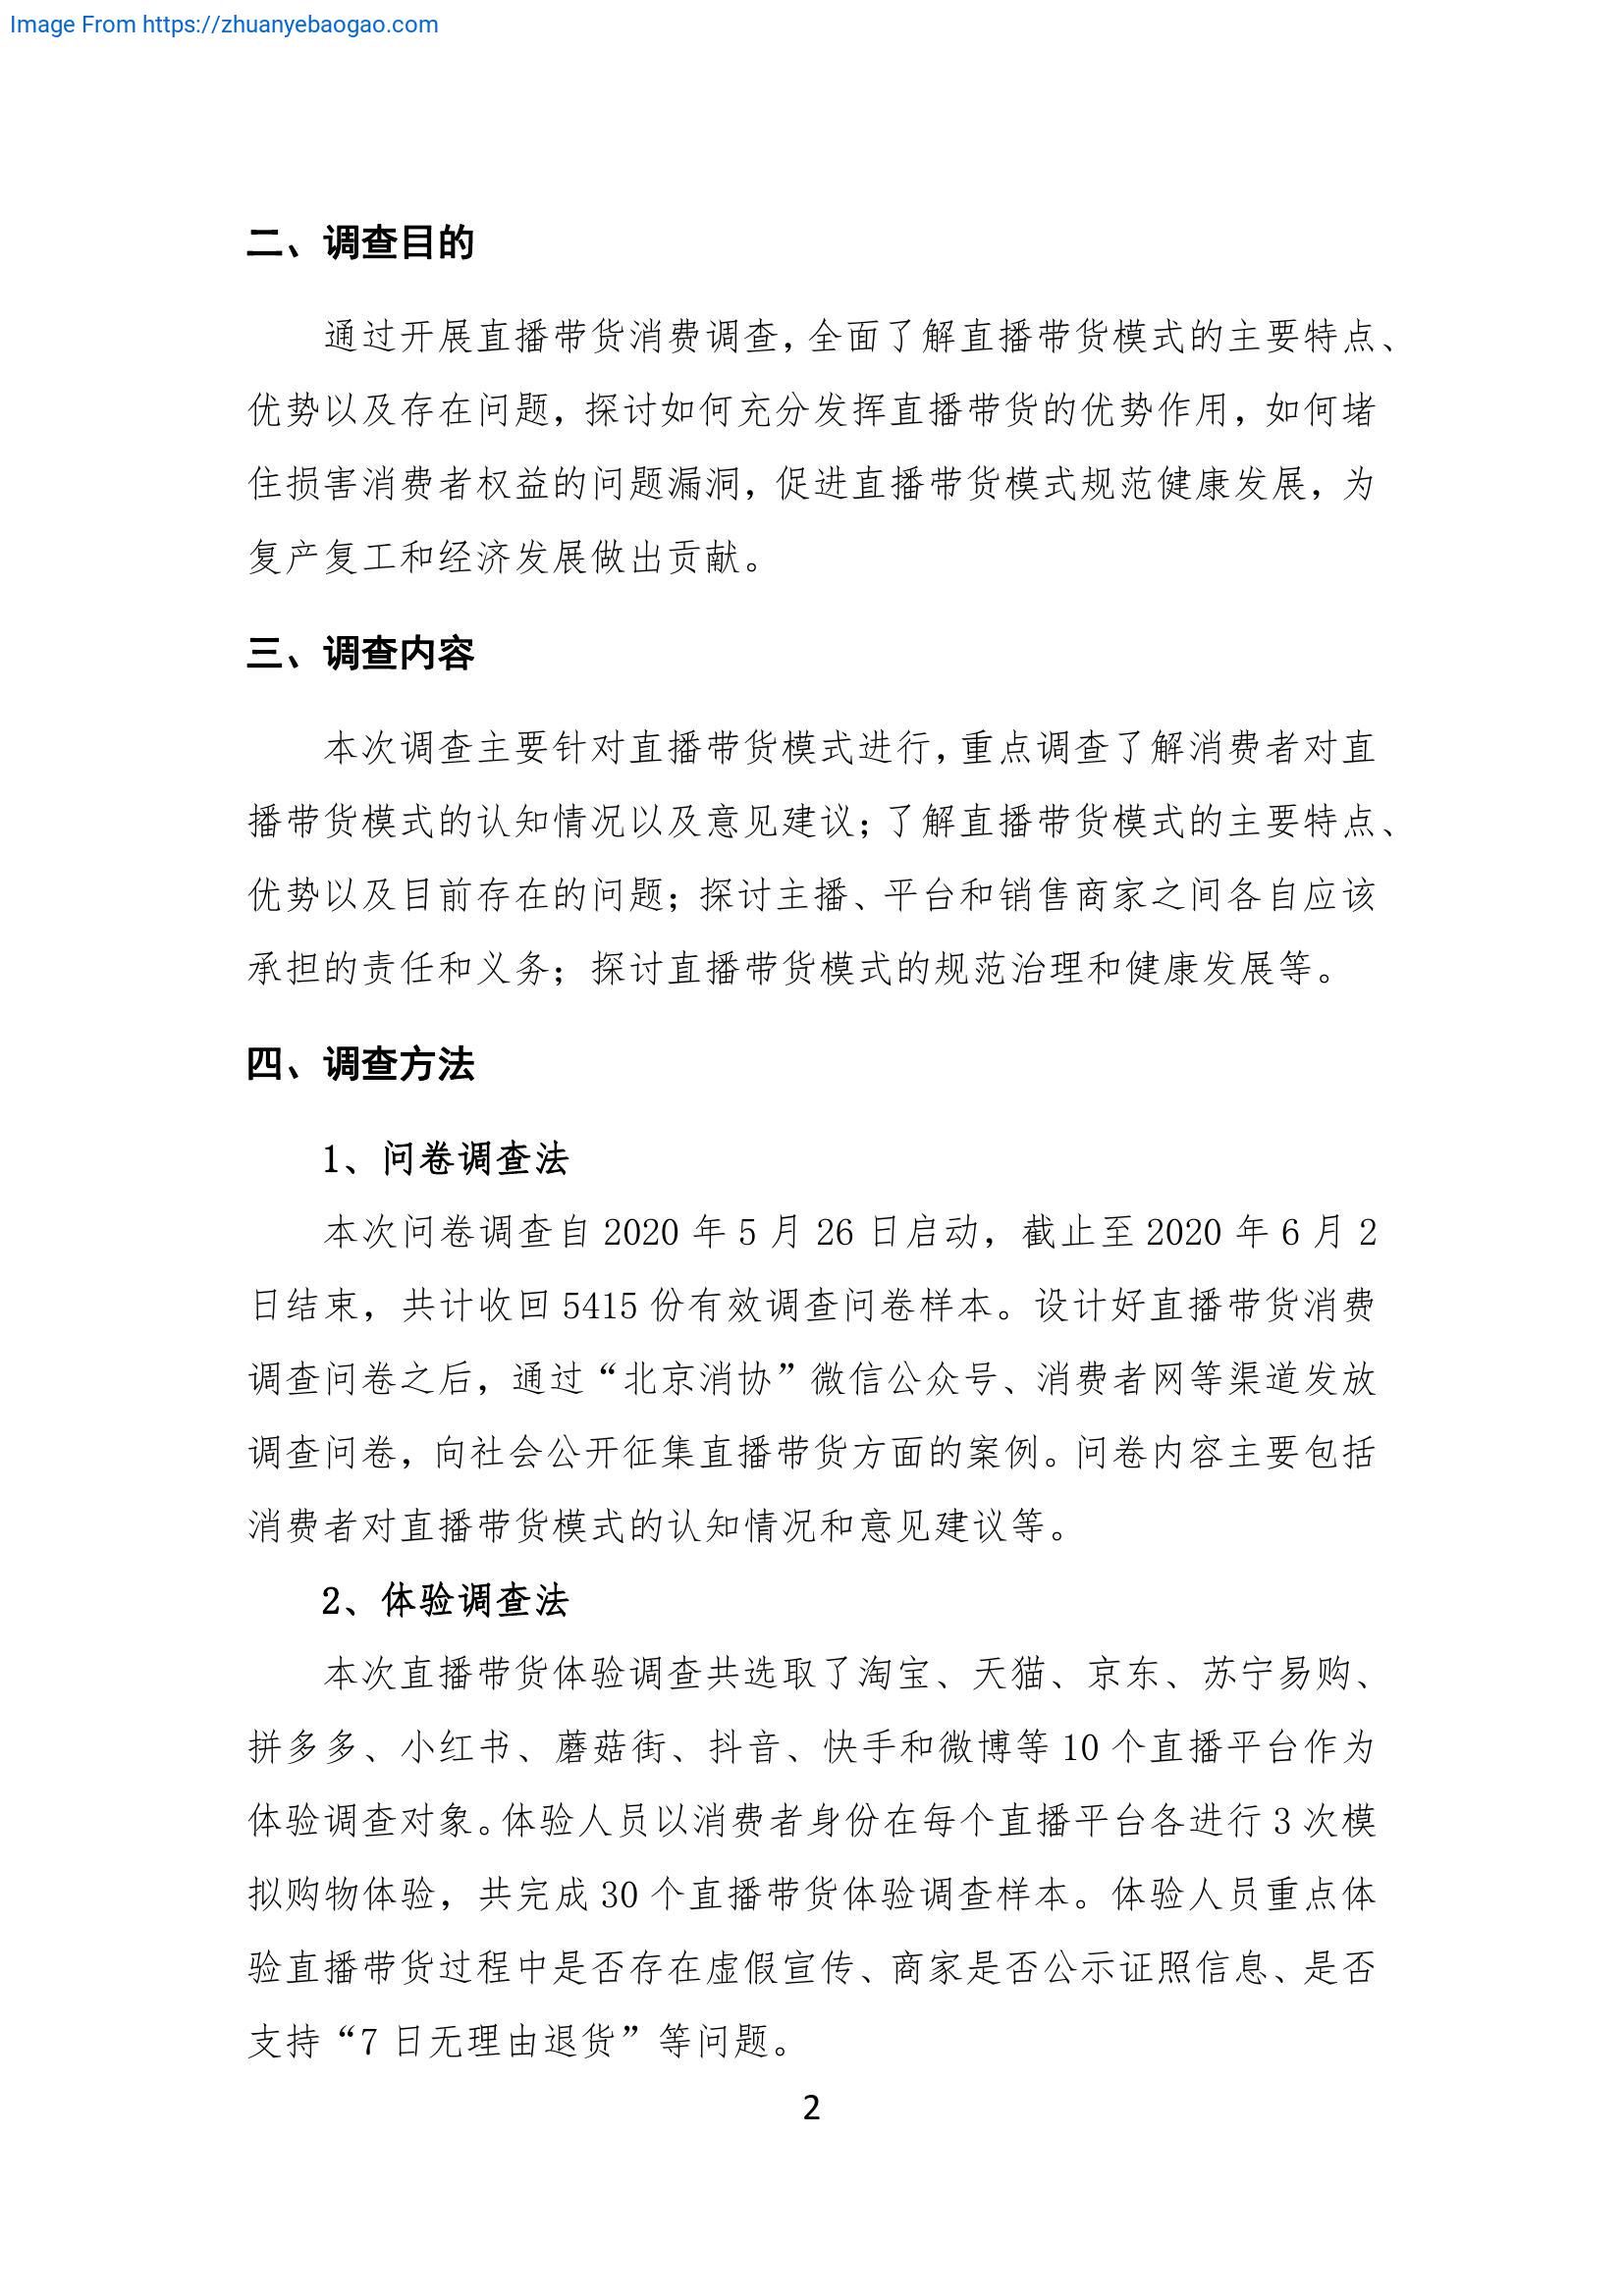 Image From https://zhuanyebaogao.com
二、调查目的
通过开展直播带货消费调查，全面了解直播带货模式的主要特点、
优势以及存在问题，探讨如何充分发挥直播带货的优势作用，如何堵
住损害消费者权益的问题漏洞，促进直播带货模式规范健康发展，为
复产复工和经济发展做出贡献。
三、调查内容
本次调查主要针对直播带货模式进行，重点调查了解消费者对直
播带货模式的认知情况以及意见建议；了解直播带货模式的主要特点、
优势以及目前存在的问题；探讨主播、平台和销售商家之间各自应该
承担的责任和义务；探讨直播带货模式的规范治理和健康发展等。
四、调查方法
1、问卷调查法
本次问卷调查自 2020 年 5 月 26 日启动，截止至 2020 年 6 月 2
日结束，共计收回 5415 份有效调查问卷样本。设计好直播带货消费
调查问卷之后，通过“北京消协”微信公众号、消费者网等渠道发放
调查问卷，向社会公开征集直播带货方面的案例。问卷内容主要包括
消费者对直播带货模式的认知情况和意见建议等。
2、体验调查法
本次直播带货体验调查共选取了淘宝、天猫、京东、苏宁易购、
拼多多、小红书、蘑菇街、抖音、快手和微博等 10 个直播平台作为
体验调查对象。体验人员以消费者身份在每个直播平台各进行 3 次模
拟购物体验，共完成 30 个直播带货体验调查样本。体验人员重点体
验直播带货过程中是否存在虚假宣传、商家是否公示证照信息、是否
支持“7 日无理由退货”等问题。
2